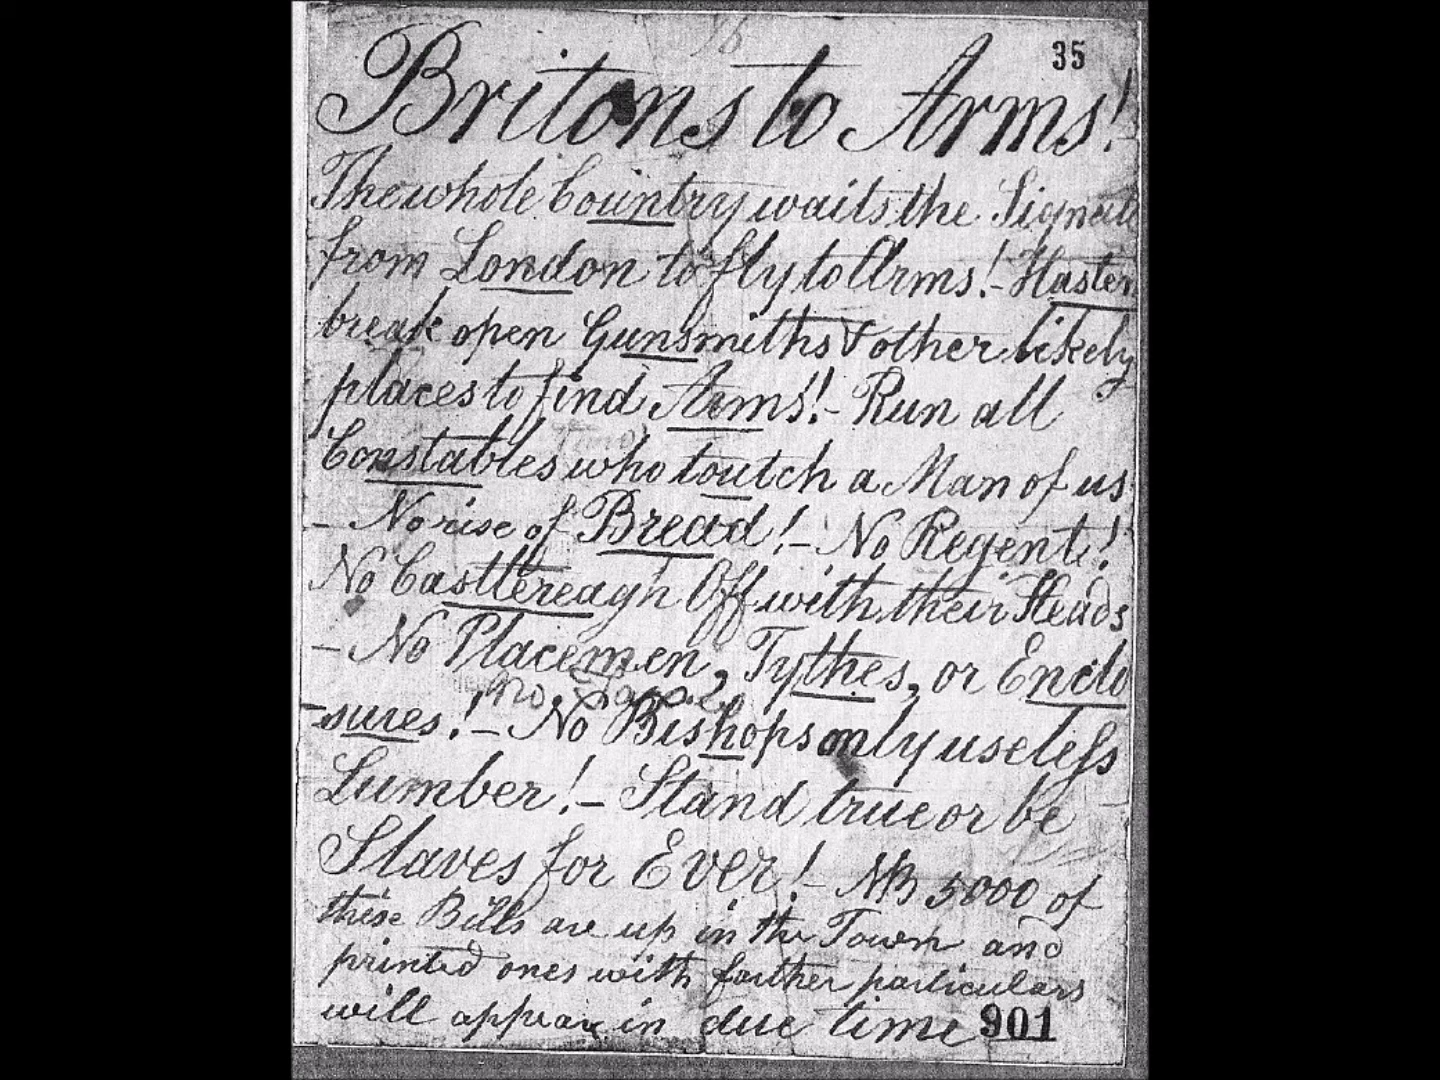 35
Britons to Arms!
The whole Country waits the Signal
from London to fly to Arms! - Haste
break open Gunsmiths & other likely
places to find Arms!! - Run all
Constables who toutch a Man of us
- No rise of Bread! - No Regent!
No Castlereagh Off with their Heads
- No Placemen, Tythes, or Enclo
-sures! - No Bishops only useless
Lumber! - Stand true or be
Slaves for Ever! - NB 5000 of
these Bills are up in the Town and
printed ones with farther particulars
will appear in due time
901